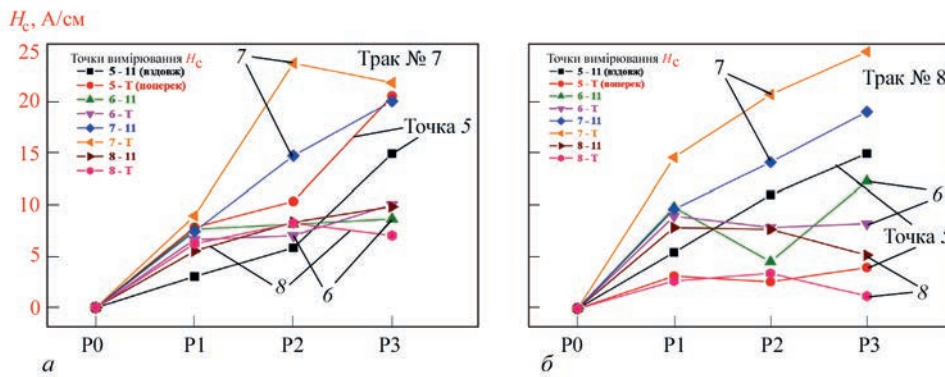 Hc, А/см
25
20
15
10
5
0
Точки вимірювання Hc
5 - 11 (вздовж)
5 - Т (поперек)
6 - 11
6 - Т
7 - 11
7 - Т
8 - 11
8 - Т
7
Трак № 7
Точка 5
8
6
P0
P1
P2
P3
а
Точки вимірювання Hc
5 - 11 (вздовж)
5 - Т (поперек)
6 - 11
6 - Т
7 - 11
7 - Т
8 - 11
8 - Т
7
Трак № 8
6
Точка 5
8
P0
P1
P2
P3
б